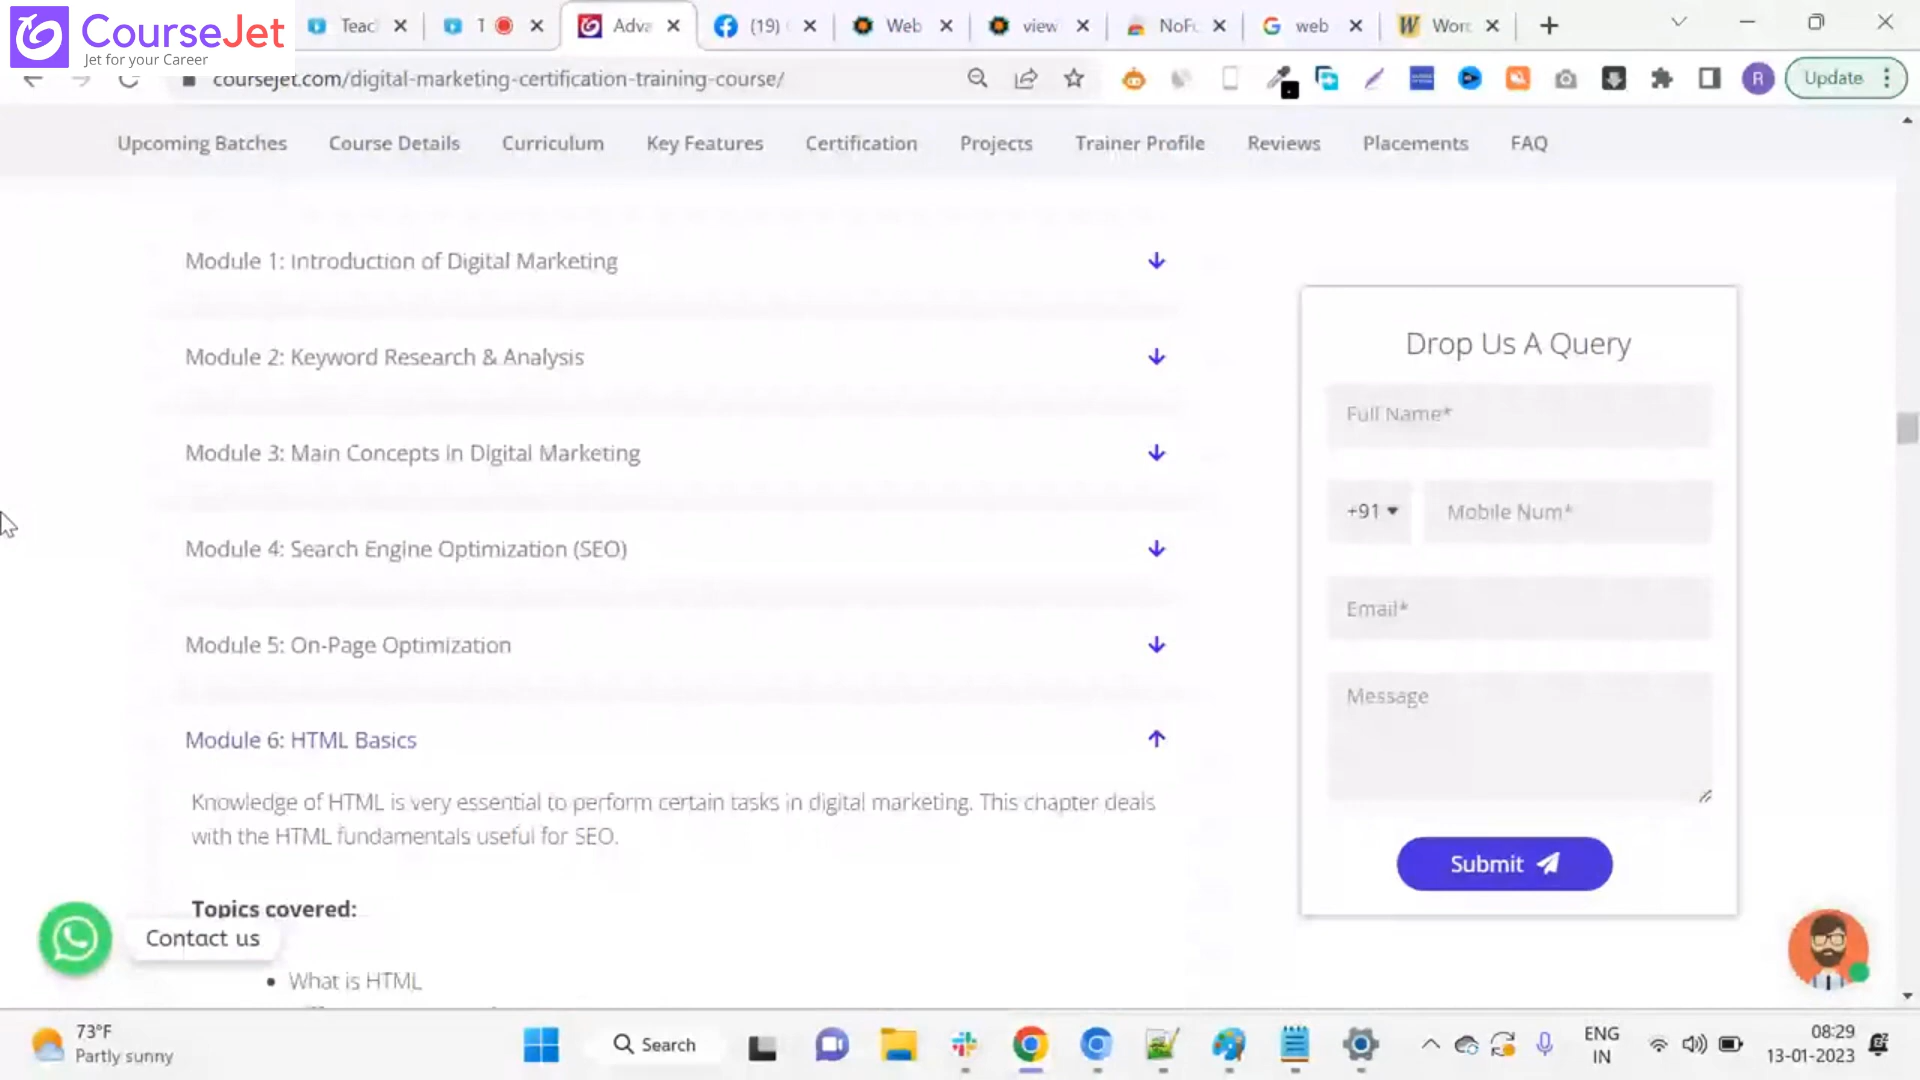 CourseJet
Jet for your Career
Teac
T
Adva
(19)
Web
view
NoFo
web
Wor
coursejet.com/digital-marketing-certification-training-course/
R
Update
Upcoming Batches
Course Details
Curriculum
Key Features
Certification
Projects
Trainer Profile
Reviews
Placements
FAQ
Module 1: Introduction of Digital Marketing
Module 2: Keyword Research & Analysis
Module 3: Main Concepts in Digital Marketing
Module 4: Search Engine Optimization (SEO)
Module 5: On-Page Optimization
Module 6: HTML Basics
Knowledge of HTML is very essential to perform certain tasks in digital marketing. This chapter deals
with the HTML fundamentals useful for SEO.
Topics covered:
What is HTML
Drop Us A Query
Full Name*
+91
Mobile Num*
Email*
Message
Submit
Contact us
73°F
Partly sunny
Search
ENG
IN
08:29
13-01-2023